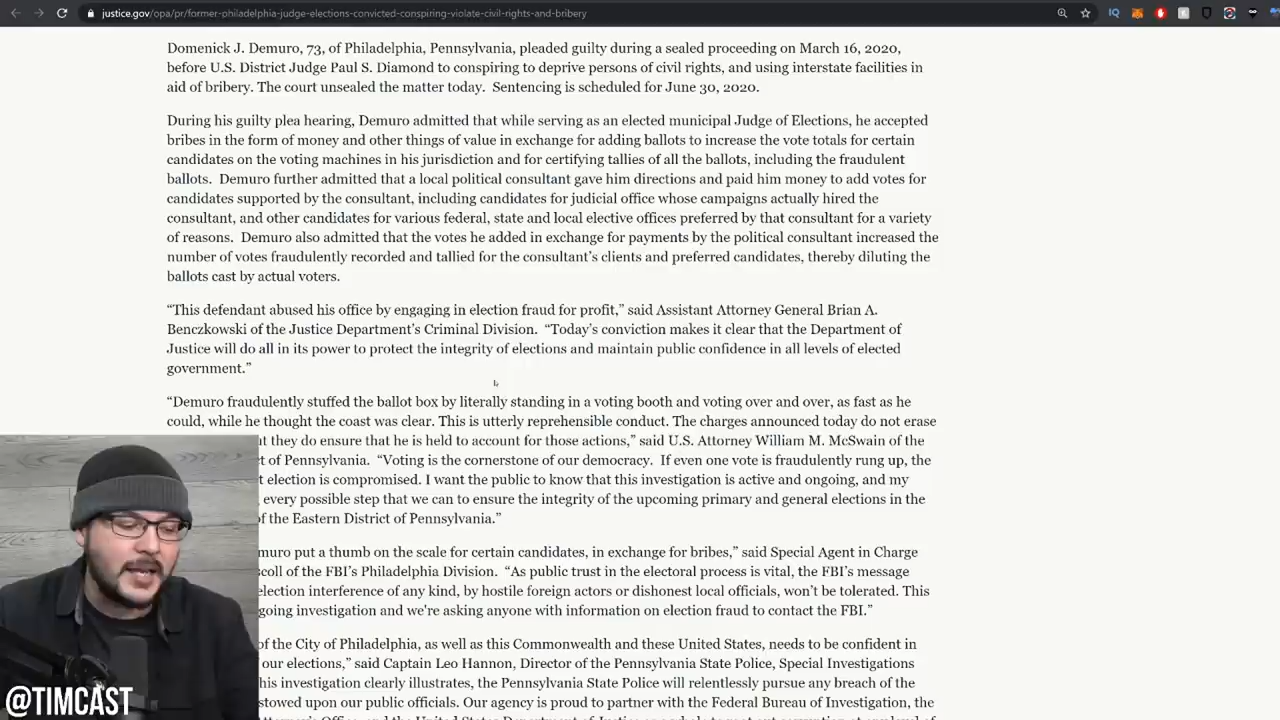 justice.gov/opa/pr/former-philadelphia-judge-elections-convicted-conspiring-violate-civil-rights-and-bribery
Domenick J. Demuro, 73, of Philadelphia, Pennsylvania, pleaded guilty during a sealed proceeding on March 16, 2020,
before U.S. District Judge Paul S. Diamond to conspiring to deprive persons of civil rights, and using interstate facilities in
aid of bribery. The court unsealed the matter today.  Sentencing is scheduled for June 30, 2020.
During his guilty plea hearing, Demuro admitted that while serving as an elected municipal Judge of Elections, he accepted
bribes in the form of money and other things of value in exchange for adding ballots to increase the vote totals for certain
candidates on the voting machines in his jurisdiction and for certifying tallies of all the ballots, including the fraudulent
ballots.  Demuro further admitted that a local political consultant gave him directions and paid him money to add votes for
candidates supported by the consultant, including candidates for judicial office whose campaigns actually hired the
consultant, and other candidates for various federal, state and local elective offices preferred by that consultant for a variety
of reasons.  Demuro also admitted that the votes he added in exchange for payments by the political consultant increased the
number of votes fraudulently recorded and tallied for the consultant's clients and preferred candidates, thereby diluting the
ballots cast by actual voters.
“This defendant abused his office by engaging in election fraud for profit,” said Assistant Attorney General Brian A.
Benczkowski of the Justice Department's Criminal Division.  “Today's conviction makes it clear that the Department of
Justice will do all in its power to protect the integrity of elections and maintain public confidence in all levels of elected
government.”
“Demuro fraudulently stuffed the ballot box by literally standing in a voting booth and voting over and over, as fast as he
could, while he thought the coast was clear. This is utterly reprehensible conduct. The charges announced today do not erase
t they do ensure that he is held to account for those actions,” said U.S. Attorney William M. McSwain of the
ct of Pennsylvania.  “Voting is the cornerstone of our democracy.  If even one vote is fraudulently rung up, the
t election is compromised. I want the public to know that this investigation is active and ongoing, and my
every possible step that we can to ensure the integrity of the upcoming primary and general elections in the
of the Eastern District of Pennsylvania.”
muro put a thumb on the scale for certain candidates, in exchange for bribes,” said Special Agent in Charge
scoll of the FBI's Philadelphia Division.  “As public trust in the electoral process is vital, the FBI's message
election interference of any kind, by hostile foreign actors or dishonest local officials, won't be tolerated. This
going investigation and we're asking anyone with information on election fraud to contact the FBI.”
of the City of Philadelphia, as well as this Commonwealth and these United States, needs to be confident in
our elections,” said Captain Leo Hannon, Director of the Pennsylvania State Police, Special Investigations
his investigation clearly illustrates, the Pennsylvania State Police will relentlessly pursue any breach of the
stowed upon our public officials. Our agency is proud to partner with the Federal Bureau of Investigation, the
@TIMCAST